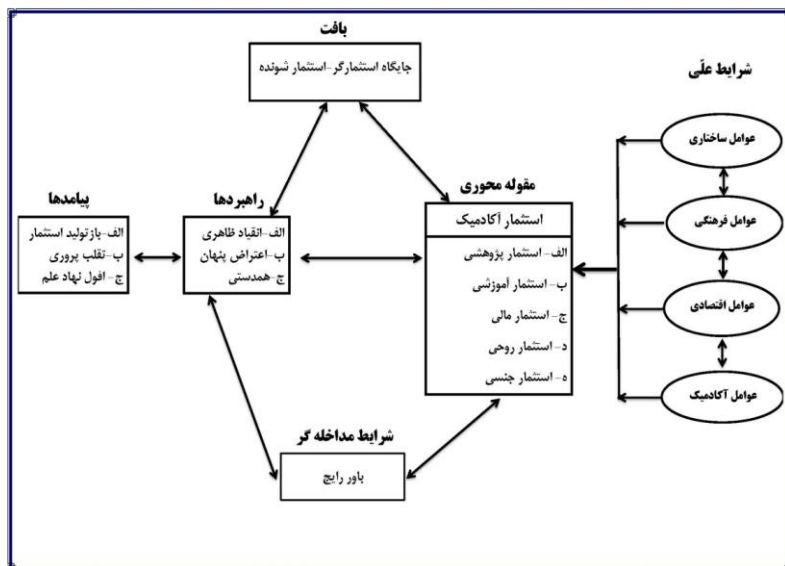 بافت
جایگاه استثمارگر-استثمار شونده
شرایط علّی
عوامل ساختاری
عوامل فرهنگی
عوامل اقتصادی
عوامل آکادمیک
مقوله محوری
استثمار آکادمیک
الف- استثمار پژوهشی
ب- استثمار آموزشی
ج- استثمار مالی
د- استثمار روحی
ه- استثمار جنسی
راهبردها
الف-انقیاد ظاهری
ب-اعتراض پنهان
ج-همدستی
پیامدها
الف-بازتولید استثمار
ب-تقلب پروری
ج- افول نهاد علم
شرایط مداخله گر
باور رایج